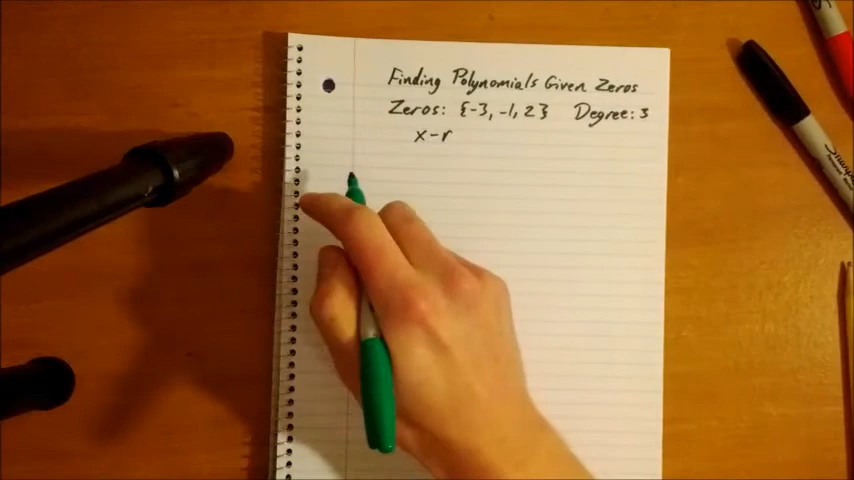 Finding Polynomials Given Zeros
Zeros: {-3, -1, 2} Degree: 3
x-r